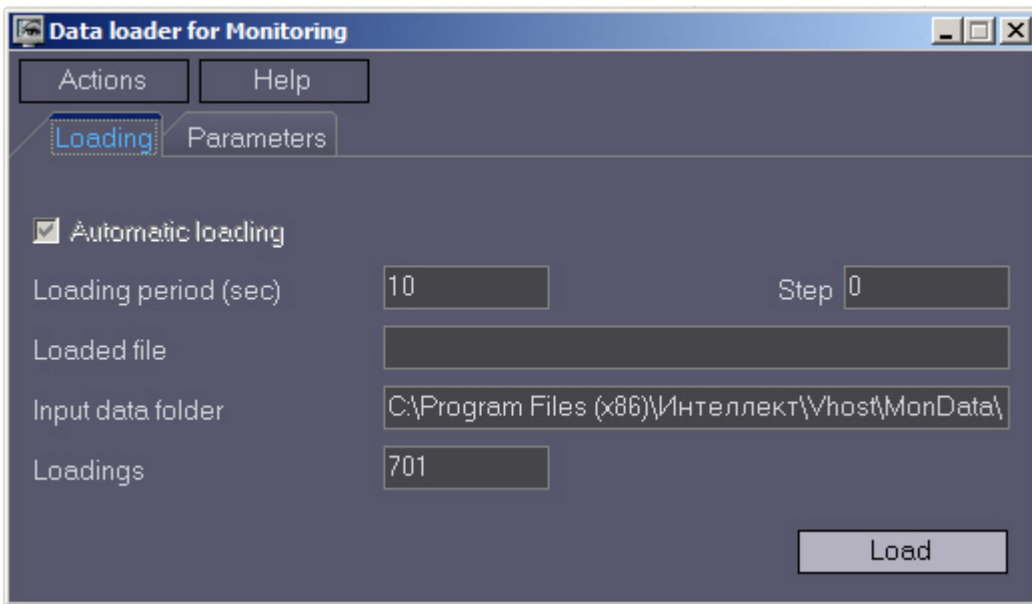 Data loader for Monitoring
Actions Help
Loading Parameters
Automatic loading
Loading period (sec) 10 Step 0
Loaded file
Input data folder C:\Program Files (x86)\Интеллект\Vhost\MonData\
Loadings 701
Load